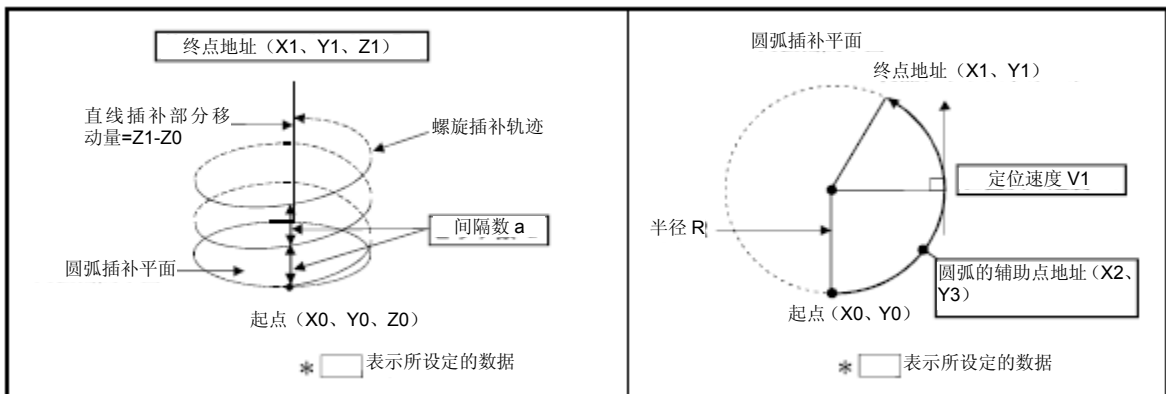 终点地址（X1、Y1、Z1）
直线插补部分移
动量=Z1-Z0
螺旋插补轨迹
间隔数 a
圆弧插补平面
起点（X0、Y0、Z0）
* 表示所设定的数据
圆弧插补平面
终点地址（X1、Y1）
定位速度 V1
半径 R
圆弧的辅助点地址（X2、
Y3）
起点（X0、Y0）
* 表示所设定的数据